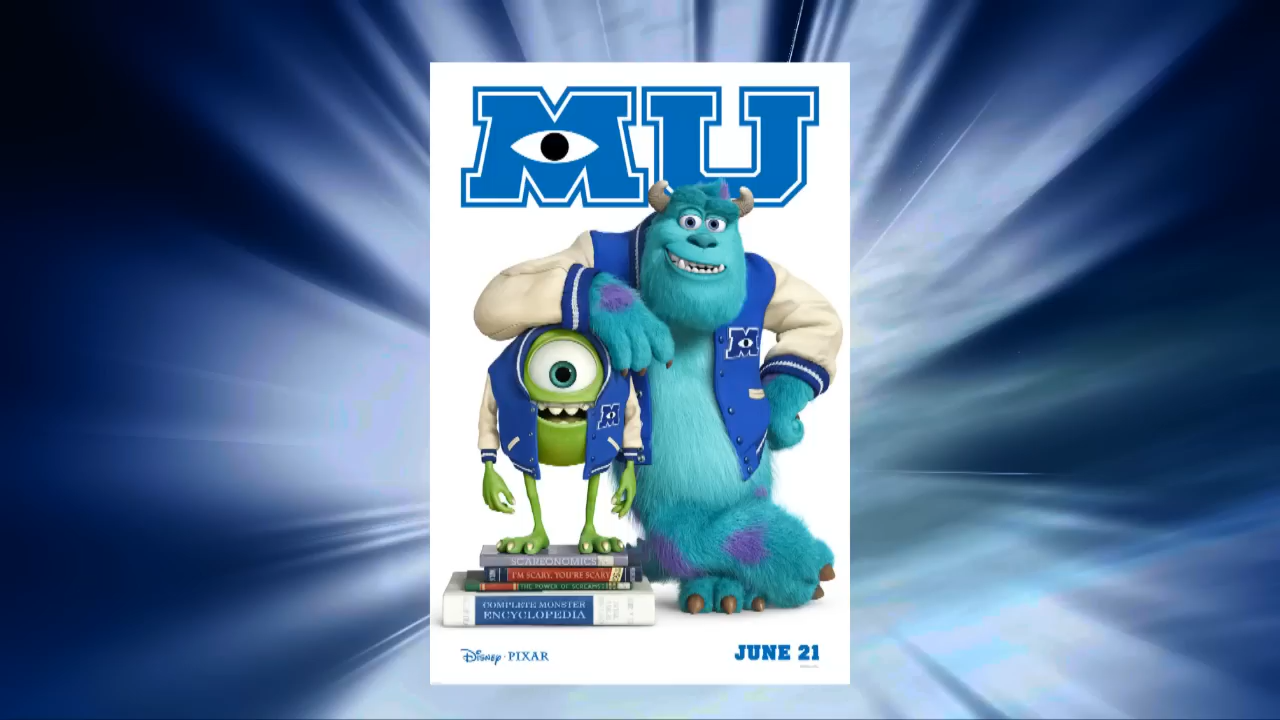 MU
M
M
SCAREONOMICS
I'M SCARY, YOU'RE SCARY
THE POWER OF SCREAMS
COMPLETE MONSTER
ENCYCLOPEDIA
Disney · PIXAR
JUNE 21